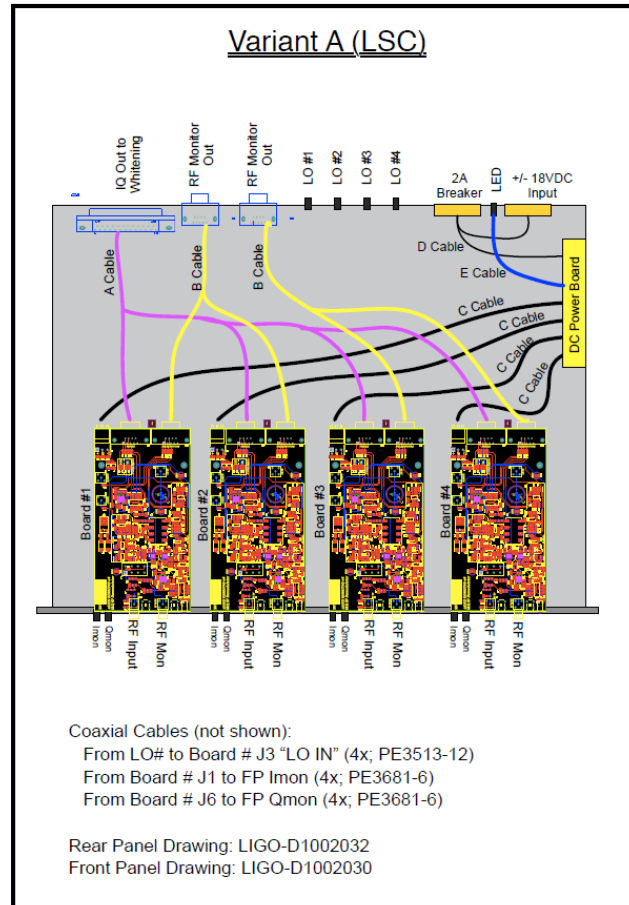 Variant A (LSC)
IQ Out to
Whitening
RF Monitor
Out
RF Monitor
Out
LO #1
LO #2
LO #3
LO #4
2A
Breaker
LED
+/- 18VDC
Input
A Cable
B Cable
B Cable
D Cable
E Cable
DC Power Board
C Cable
C Cable
C Cable
C Cable
Board #1
Board #2
Board #3
Board #4
Imon
Qmon
RF Input
RF Mon
Imon
Qmon
RF Input
RF Mon
Imon
Qmon
RF Input
RF Mon
Imon
Qmon
RF Input
RF Mon
Coaxial Cables (not shown):
From LO# to Board # J3 “LO IN” (4x; PE3513-12)
From Board # J1 to FP Imon (4x; PE3681-6)
From Board # J6 to FP Qmon (4x; PE3681-6)
Rear Panel Drawing: LIGO-D1002032
Front Panel Drawing: LIGO-D1002030